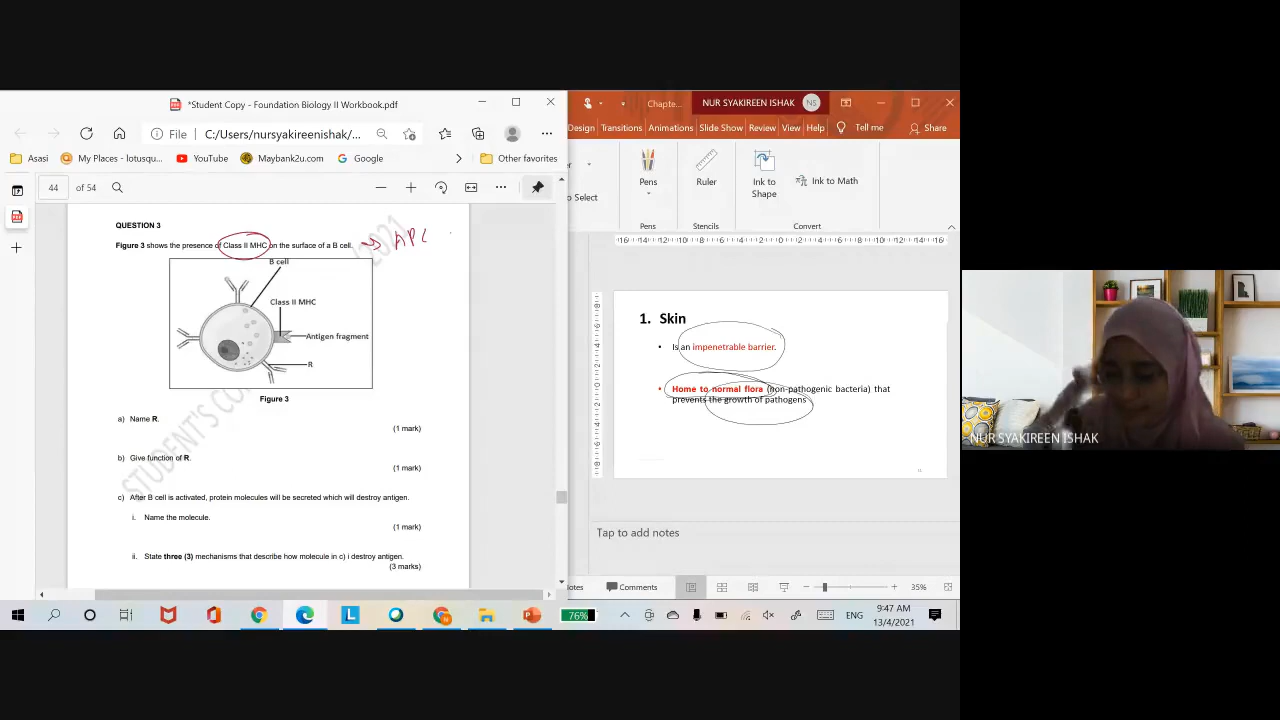 *Student Copy - Foundation Biology II Workbook.pdf
File C:/Users/nursyakireenishak/...
Asasi My Places - lotusqu... YouTube Maybank2u.com Google Other favorites
44 of 54
QUESTION 3
Figure 3 shows the presence of Class II MHC on the surface of a B cell.
APC
B cell
Class II MHC
Antigen fragment
R
Figure 3
a) Name R.
(1 mark)
b) Give function of R.
(1 mark)
c) After B cell is activated, protein molecules will be secreted which will destroy antigen.
i. Name the molecule.
(1 mark)
ii. State three (3) mechanisms that describe how molecule in c) i destroy antigen.
(3 marks)
Chapte... NUR SYAKIREEN ISHAK NS
Design Transitions Animations Slide Show Review View Help Tell me Share
Pens Ruler Ink to Shape Ink to Math
to Select
Pens Stencils Convert
1. Skin
• Is an impenetrable barrier.
• Home to normal flora (non-pathogenic bacteria) that
prevents the growth of pathogens
Tap to add notes
Notes Comments 35%
76% ENG 9:47 AM
13/4/2021
NUR SYAKIREEN ISHAK